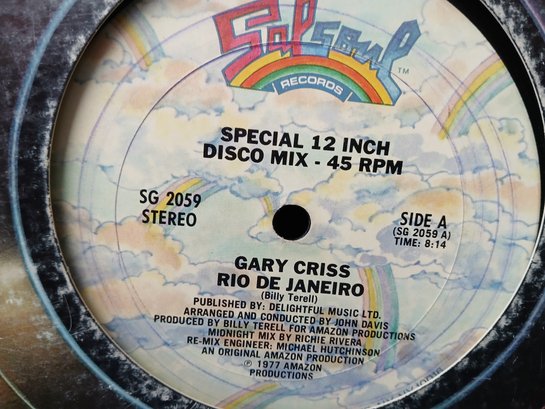 Salsoul
RECORDS
TM
SPECIAL 12 INCH
DISCO MIX - 45 RPM
SG 2059
STEREO
SIDE A
(SG 2059 A)
TIME: 8:14
GARY CRISS
RIO DE JANEIRO
(Billy Terell)
PUBLISHED BY: DELIGHTFUL MUSIC LTD.
ARRANGED AND CONDUCTED BY JOHN DAVIS
PRODUCED BY BILLY TERELL FOR AMAZON PRODUCTIONS
MIDNIGHT MIX BY RICHIE RIVERA
RE-MIX ENGINEER: MICHAEL HUTCHINSON
AN ORIGINAL AMAZON PRODUCTION
℗ 1977 AMAZON
PRODUCTIONS